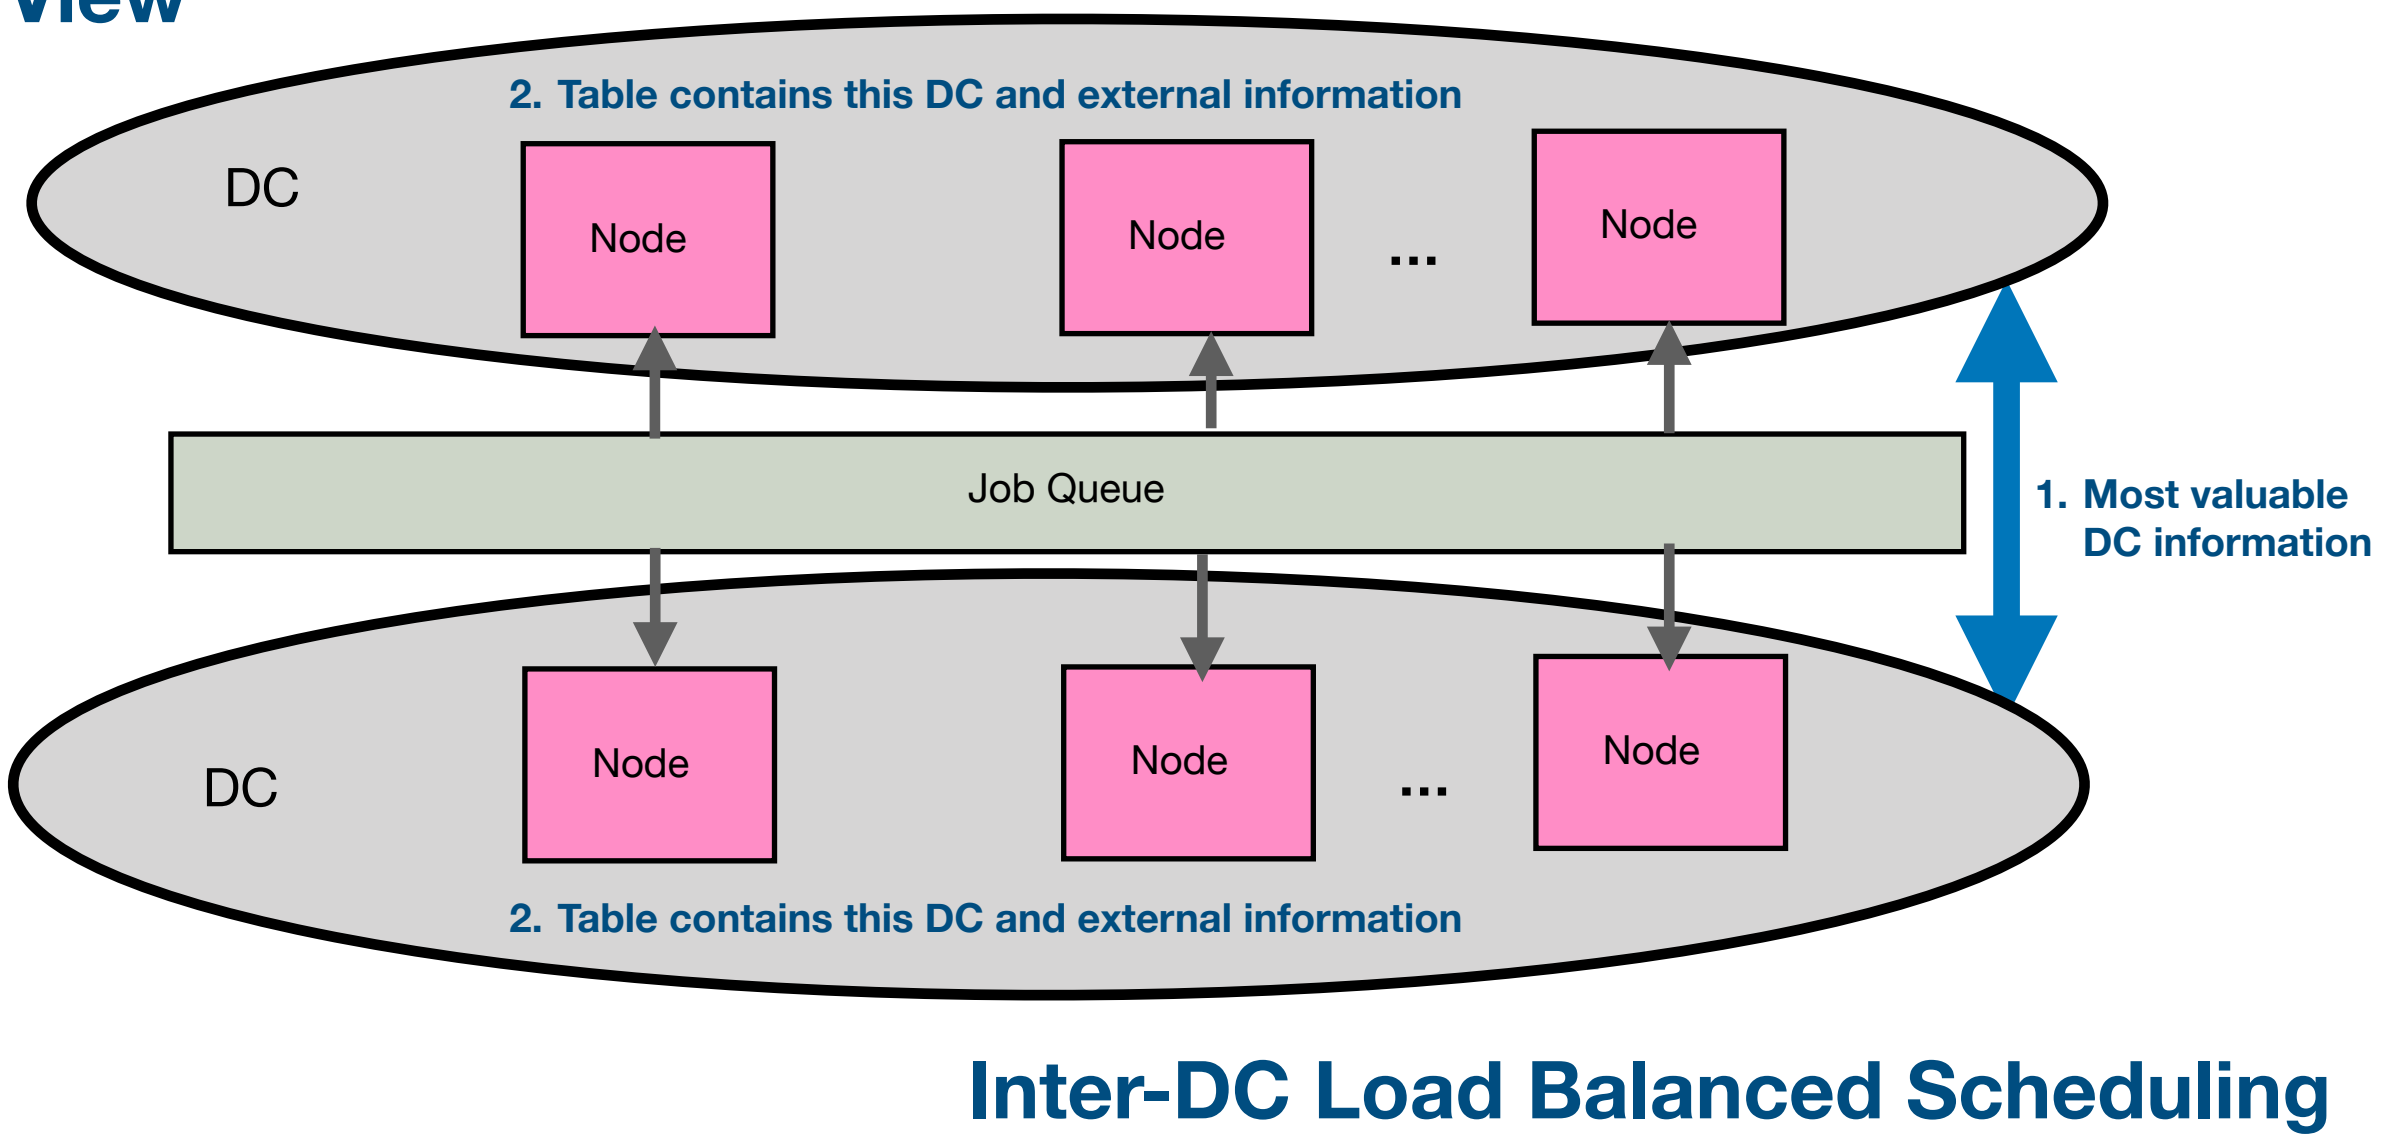 view
2. Table contains this DC and external information
DC
Node
Node
...
Node
Job Queue
1. Most valuable
DC information
DC
Node
Node
...
Node
2. Table contains this DC and external information
Inter-DC Load Balanced Scheduling